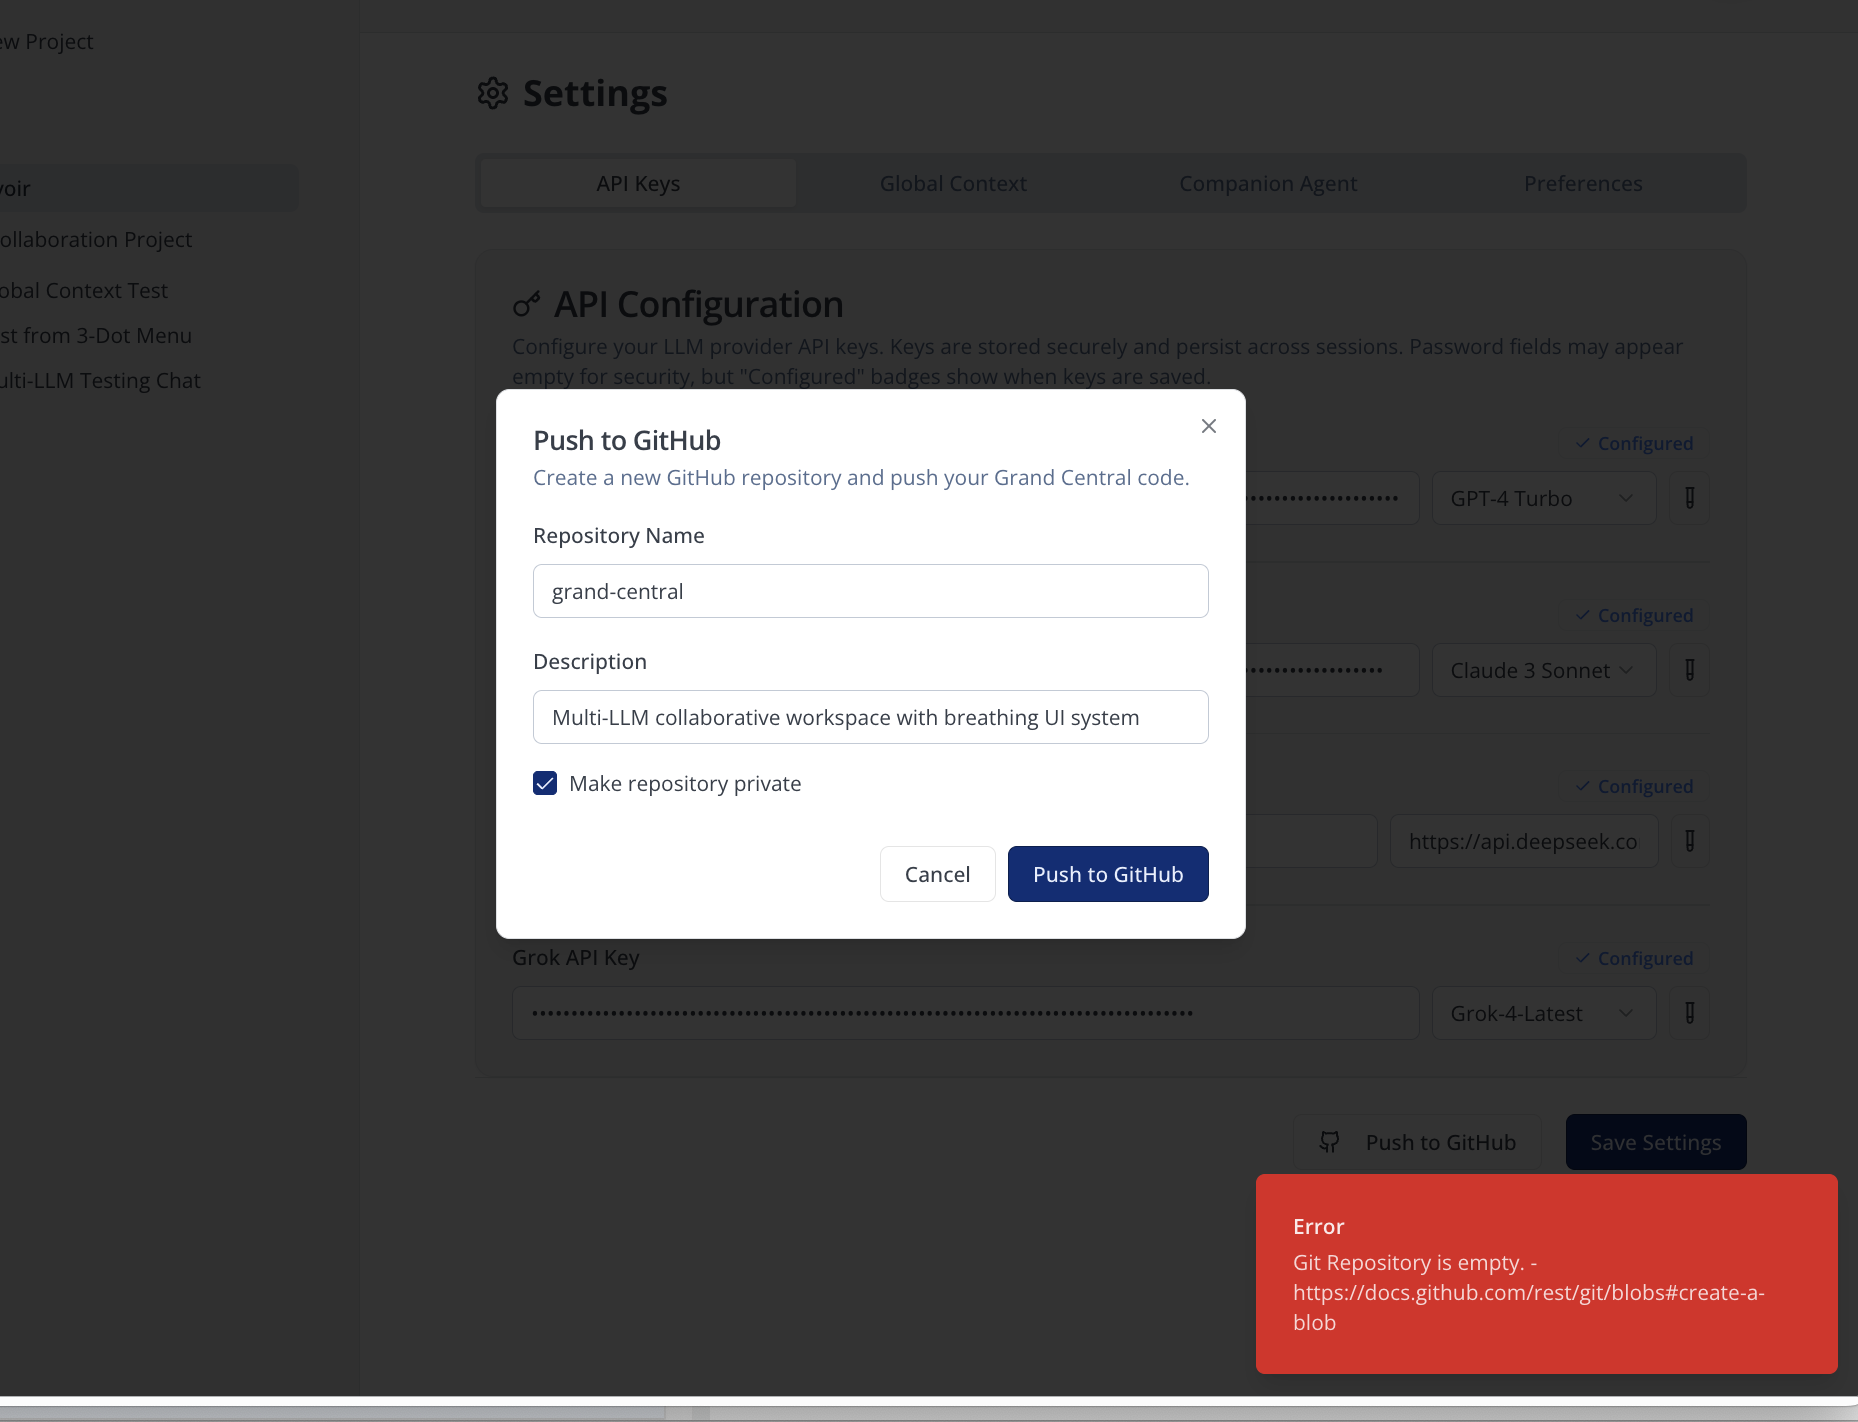 ew Project
Settings
API Keys
Global Context
Companion Agent
Preferences
voir
ollaboration Project
obal Context Test
st from 3-Dot Menu
ulti-LLM Testing Chat
API Configuration
Configure your LLM provider API keys. Keys are stored securely and persist across sessions. Password fields may appear
empty for security, but "Configured" badges show when keys are saved.
Configured
GPT-4 Turbo
Configured
Claude 3 Sonnet
Configured
https://api.deepseek.co
Push to GitHub
Create a new GitHub repository and push your Grand Central code.
Repository Name
grand-central
Description
Multi-LLM collaborative workspace with breathing UI system
Make repository private
Cancel
Push to GitHub
Grok API Key
Configured
Grok-4-Latest
Push to GitHub
Save Settings
Error
Git Repository is empty. -
https://docs.github.com/rest/git/blobs#create-a-
blob